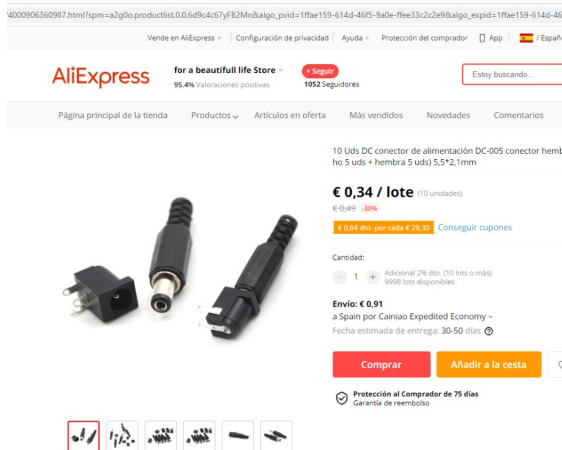 /4000906360987.html?spm=a2g0o.productlist.0.0.6d9c4c67yFB2Mn&algo_pvid=1ffae159-614d-46f5-9a0e-ffee33c2c2e9&algo_expid=1ffae159-614d-46
Vende en AliExpress Configuración de privacidad Ayuda Protección del comprador App / Españ
AliExpress
for a beautifull life Store
+ Seguir
95.4% Valoraciones positivas 1052 Seguidores
Estoy buscando...
Página principal de la tienda Productos Artículos en oferta Más vendidos Novedades Comentarios
10 Uds DC conector de alimentación DC-005 conector hemb
ho 5 uds + hembra 5 uds) 5,5*2,1mm
€ 0,34 / lote (10 unidades)
€ 0,49 -30%
€ 0,84 dto. por cada € 29,30 Conseguir cupones
Cantidad:
− 1 + Adicional 2% dto. (10 lots o más)
9998 lots disponibles
Envío: € 0,91
a Spain por Cainiao Expedited Economy
Fecha estimada de entrega: 30-50 días
Comprar Añadir a la cesta
Protección al Comprador de 75 días
Garantía de reembolso